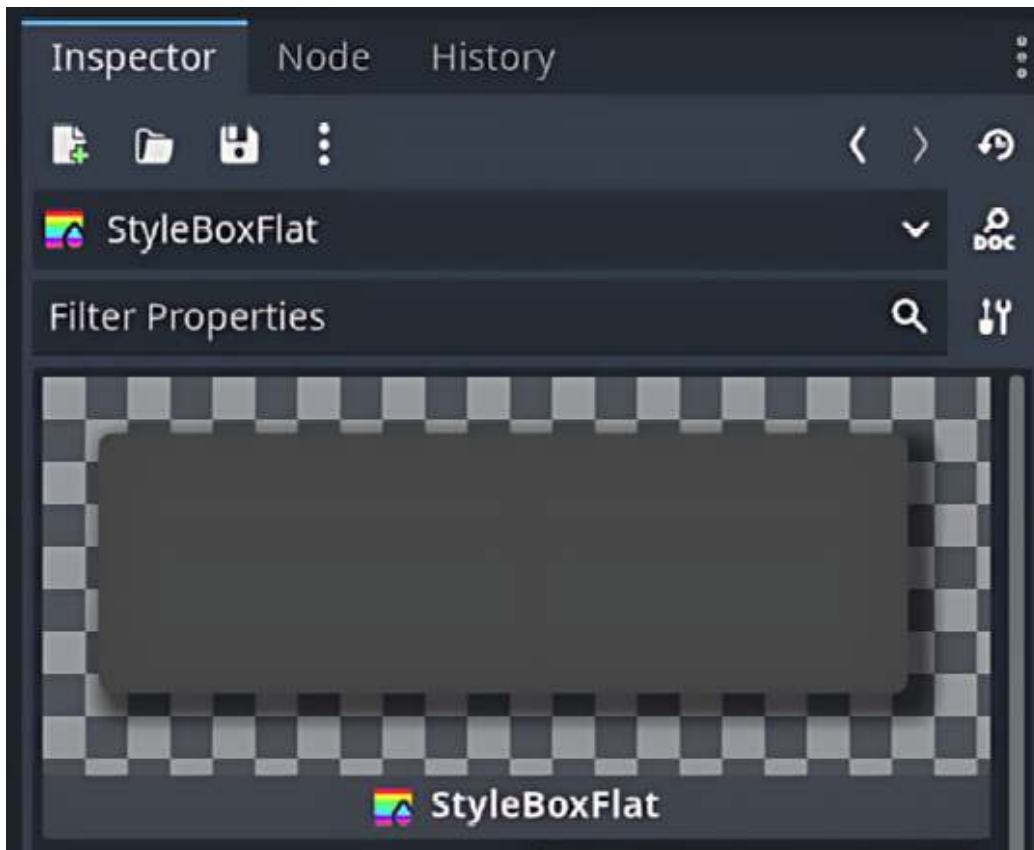 Inspector Node History
StyleBoxFlat
DOC
Filter Properties
StyleBoxFlat